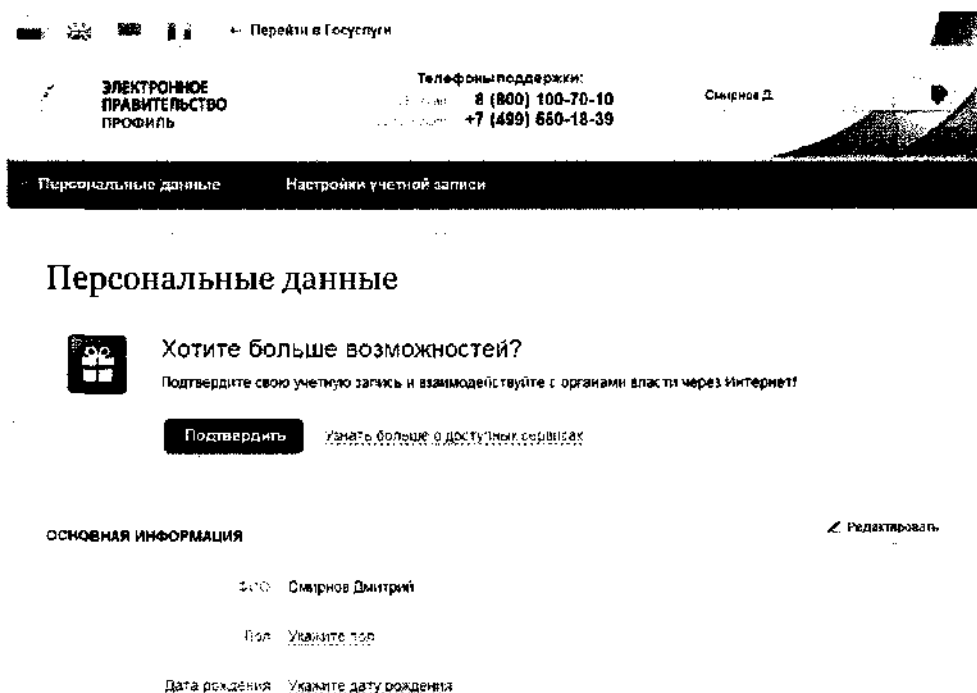 ← Перейти в Госуслуги
ЭЛЕКТРОННОЕ
ПРАВИТЕЛЬСТВО
ПРОФИЛЬ
Телефоны поддержки:
8 (800) 100-70-10
+7 (499) 550-18-39
Смирнов Д.
Персональные данные
Настройки учетной записи
Персональные данные
Хотите больше возможностей?
Подтвердите свою учетную запись и взаимодействуйте с органами власти через Интернет!
Подтвердить
Узнать больше о доступных сервисах
ОСНОВНАЯ ИНФОРМАЦИЯ
Редактировать
ФИО Смирнов Дмитрий
Пол Укажите пол
Дата рождения Укажите дату рождения